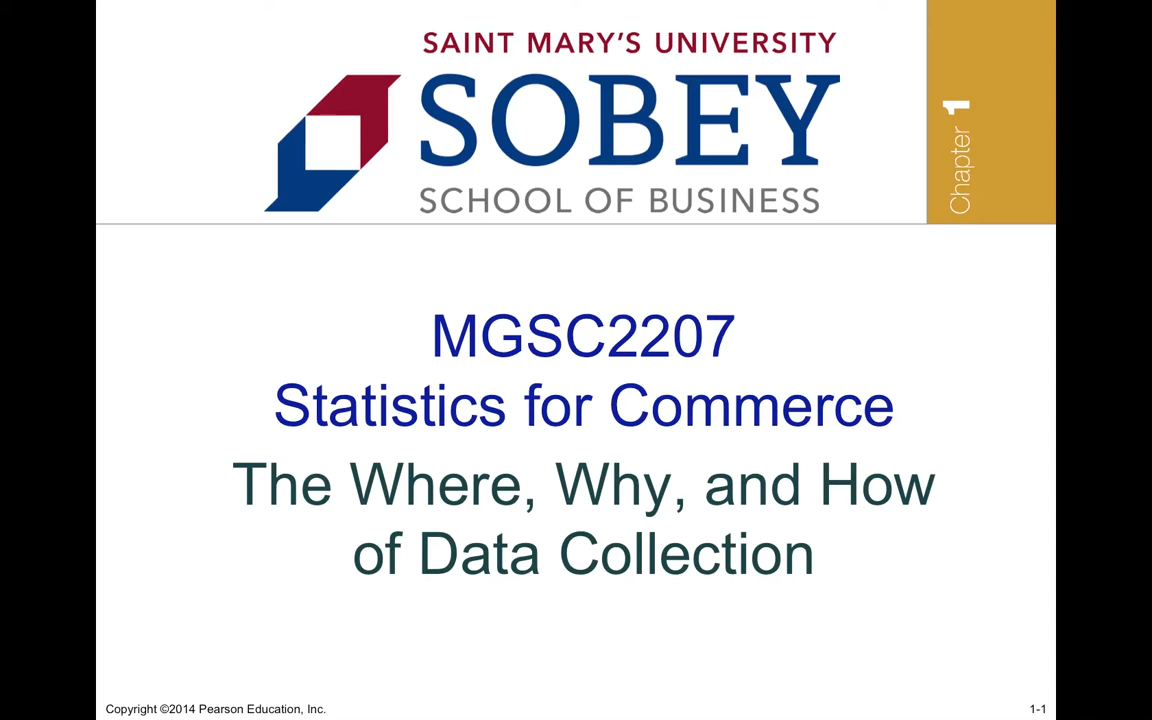 SAINT MARY'S UNIVERSITY
SOBEY
SCHOOL OF BUSINESS
Chapter 1
MGSC2207
Statistics for Commerce
The Where, Why, and How
of Data Collection
Copyright ©2014 Pearson Education, Inc.
1-1